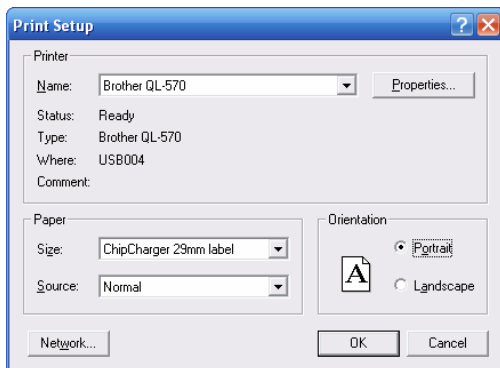 Print Setup
Printer
Name: Brother QL-570 Properties...
Status: Ready
Type: Brother QL-570
Where: USB004
Comment:
Paper
Size: ChipCharger 29mm label
Source: Normal
Orientation
A
Portrait
Landscape
Network... OK Cancel